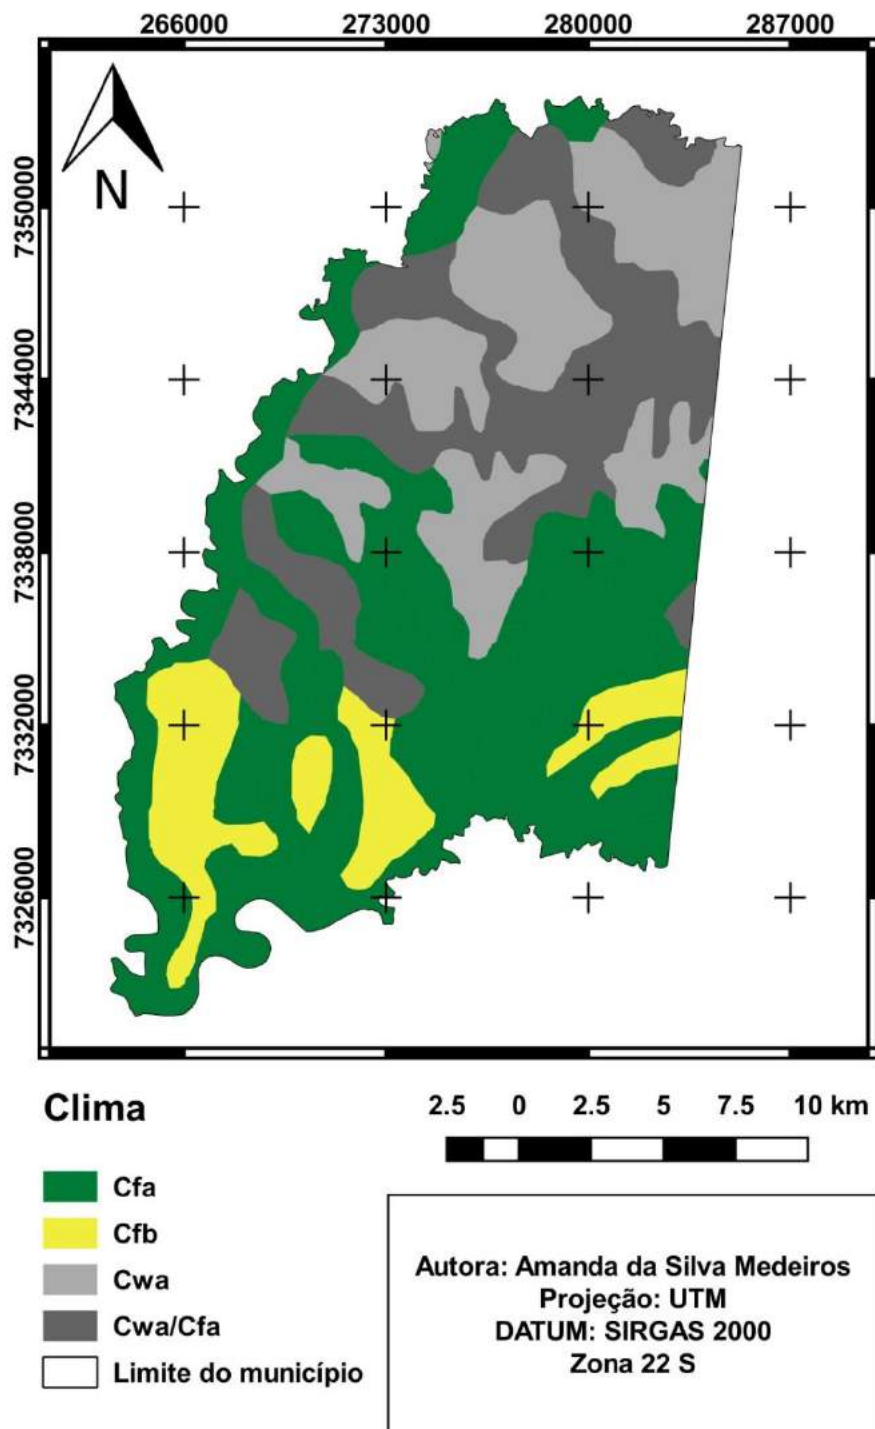 266000 273000 280000 287000
N
7350000
7344000
7338000
7332000
7326000
Clima
2.5 0 2.5 5 7.5 10 km
Cfa
Cfb
Cwa
Cwa/Cfa
Limite do município
Autora: Amanda da Silva Medeiros
Projeção: UTM
DATUM: SIRGAS 2000
Zona 22 S